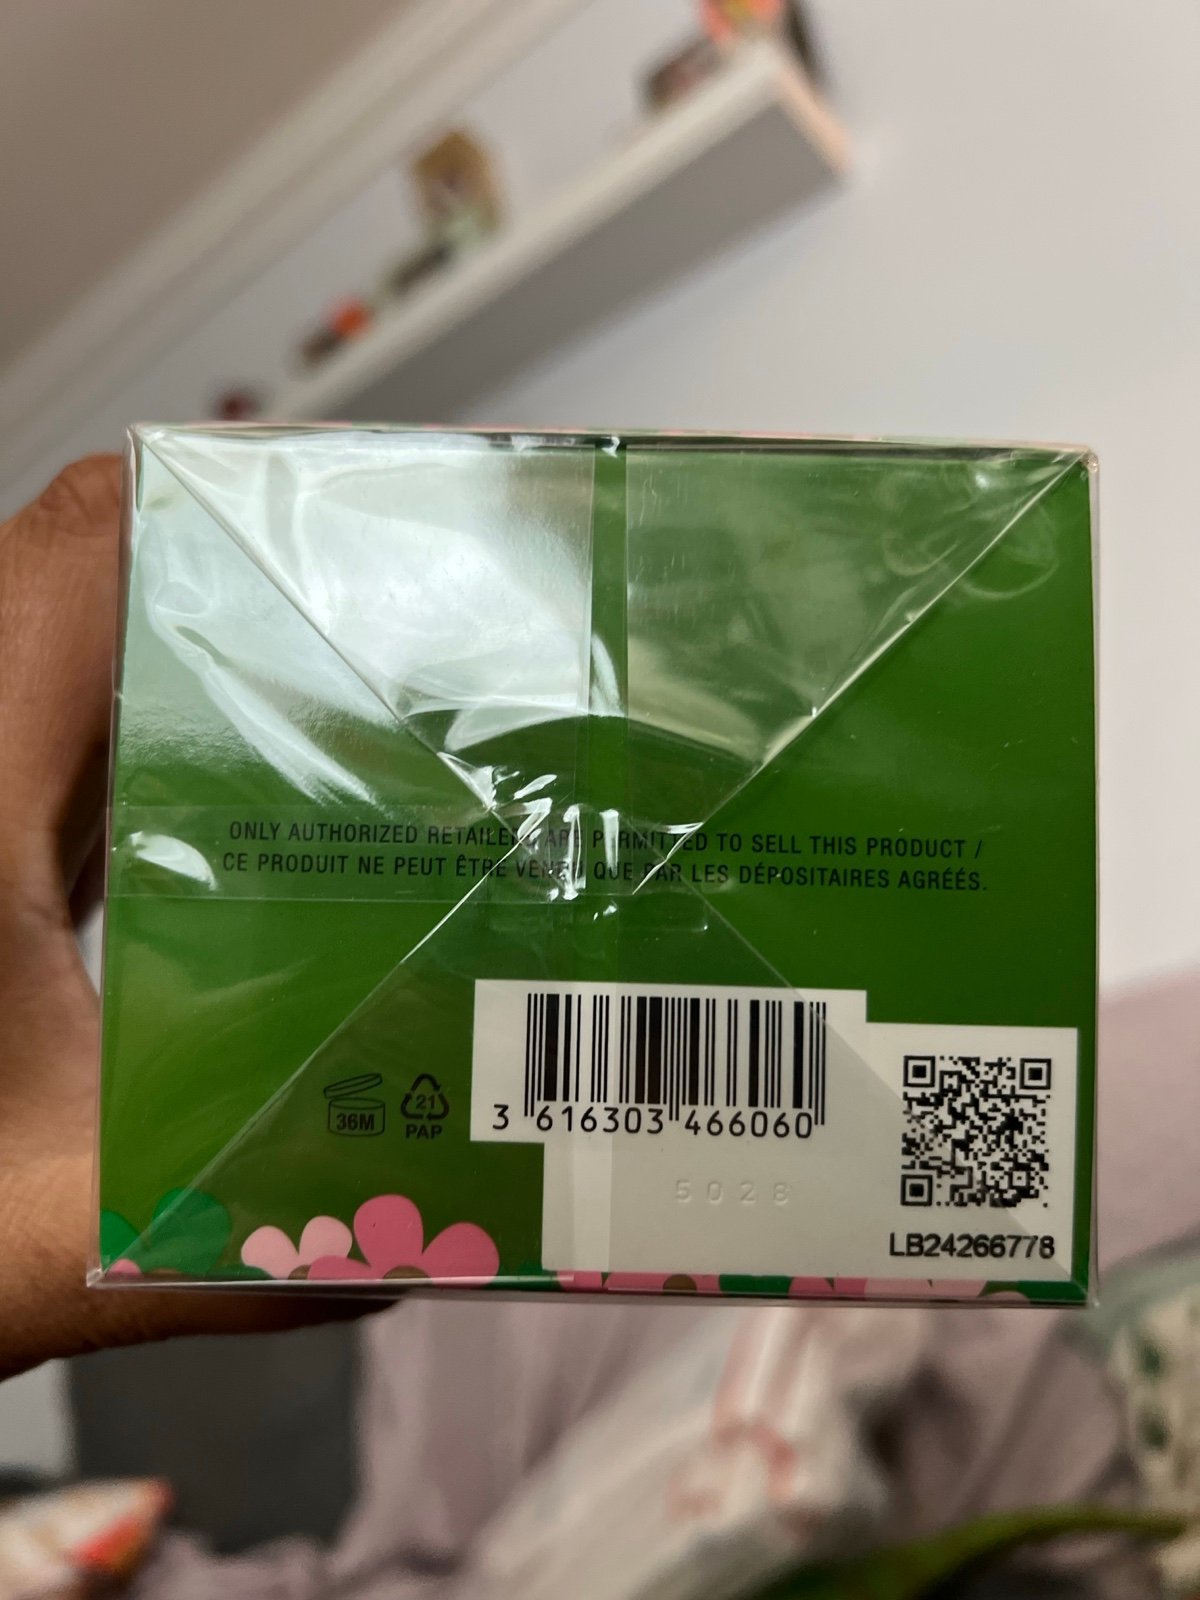 ONLY AUTHORIZED RETAILERS ARE PERMITTED TO SELL THIS PRODUCT /
CE PRODUIT NE PEUT ÊTRE VENDU QUE PAR LES DÉPOSITAIRES AGRÉÉS.
36M
21
PAP
3 616303 466060
5028
LB24266778